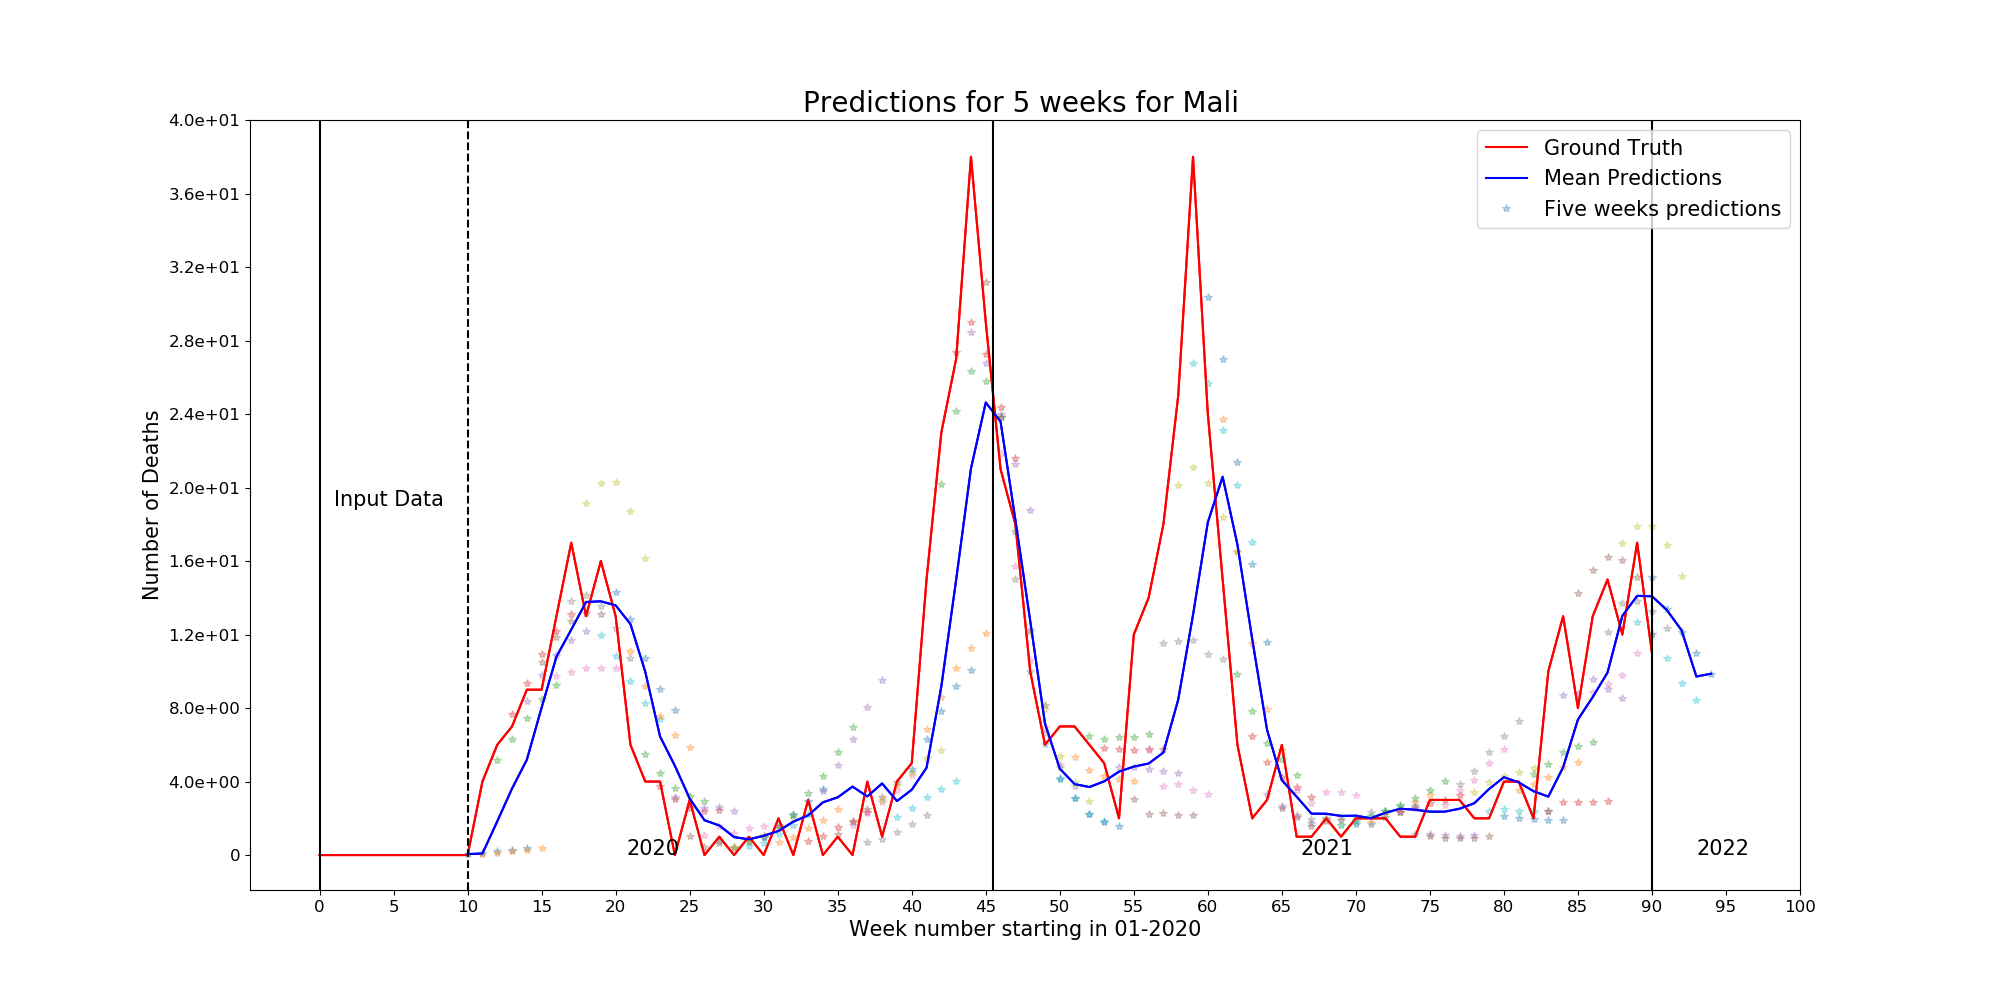 Predictions for 5 weeks for Mali
4.0e+01
3.6e+01
3.2e+01
2.8e+01
2.4e+01
2.0e+01
1.6e+01
1.2e+01
8.0e+00
4.0e+00
0
Number of Deaths
Ground Truth
Mean Predictions
Five weeks predictions
Input Data
2020 2021 2022
0 5 10 15 20 25 30 35 40 45 50 55 60 65 70 75 80 85 90 95 100
Week number starting in 01-2020